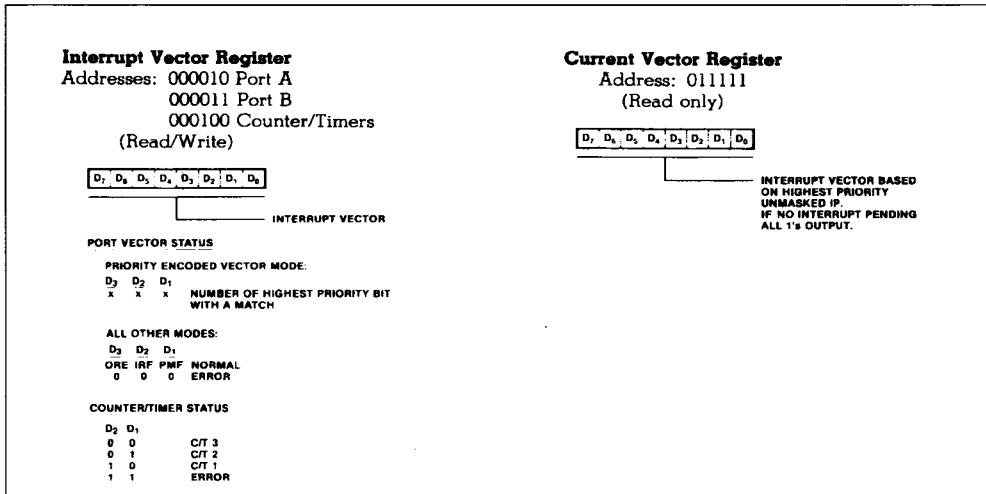 Interrupt Vector Register
Addresses: 000010 Port A
000011 Port B
000100 Counter/Timers
(Read/Write)
D7 D6 D5 D4 D3 D2 D1 D0
INTERRUPT VECTOR
PORT VECTOR STATUS
PRIORITY ENCODED VECTOR MODE:
D3 D2 D1
x x x NUMBER OF HIGHEST PRIORITY BIT
WITH A MATCH
ALL OTHER MODES:
D3 D2 D1
ORE IRF PMF NORMAL
0 0 0 ERROR
COUNTER/TIMER STATUS
D2 D1
0 0 C/T 3
0 1 C/T 2
1 0 C/T 1
1 1 ERROR
Current Vector Register
Address: 011111
(Read only)
D7 D6 D5 D4 D3 D2 D1 D0
INTERRUPT VECTOR BASED
ON HIGHEST PRIORITY
UNMASKED IP.
IF NO INTERRUPT PENDING
ALL 1's OUTPUT.